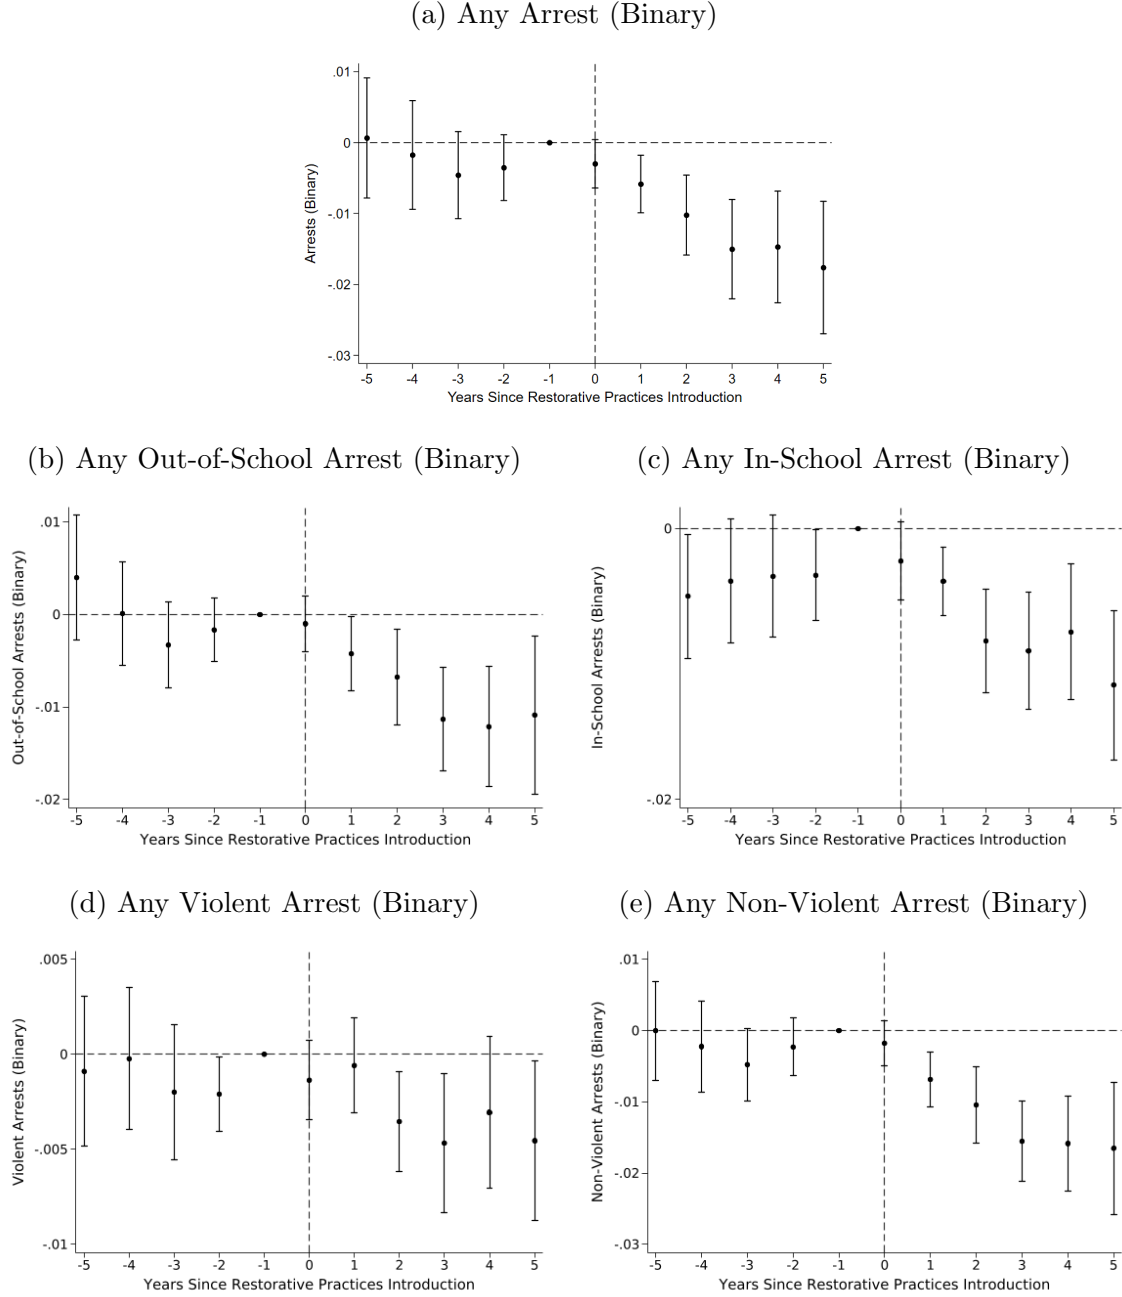 (a) Any Arrest (Binary)
.01
0
-.01
-.02
-.03
Arrests (Binary)
-5 -4 -3 -2 -1 0 1 2 3 4 5
Years Since Restorative Practices Introduction
(b) Any Out-of-School Arrest (Binary)
.01
0
-.01
-.02
Out-of-School Arrests (Binary)
-5 -4 -3 -2 -1 0 1 2 3 4 5
Years Since Restorative Practices Introduction
(c) Any In-School Arrest (Binary)
0
-.02
In-School Arrests (Binary)
-5 -4 -3 -2 -1 0 1 2 3 4 5
Years Since Restorative Practices Introduction
(d) Any Violent Arrest (Binary)
.005
0
-.005
-.01
Violent Arrests (Binary)
-5 -4 -3 -2 -1 0 1 2 3 4 5
Years Since Restorative Practices Introduction
(e) Any Non-Violent Arrest (Binary)
.01
0
-.01
-.02
-.03
Non-Violent Arrests (Binary)
-5 -4 -3 -2 -1 0 1 2 3 4 5
Years Since Restorative Practices Introduction